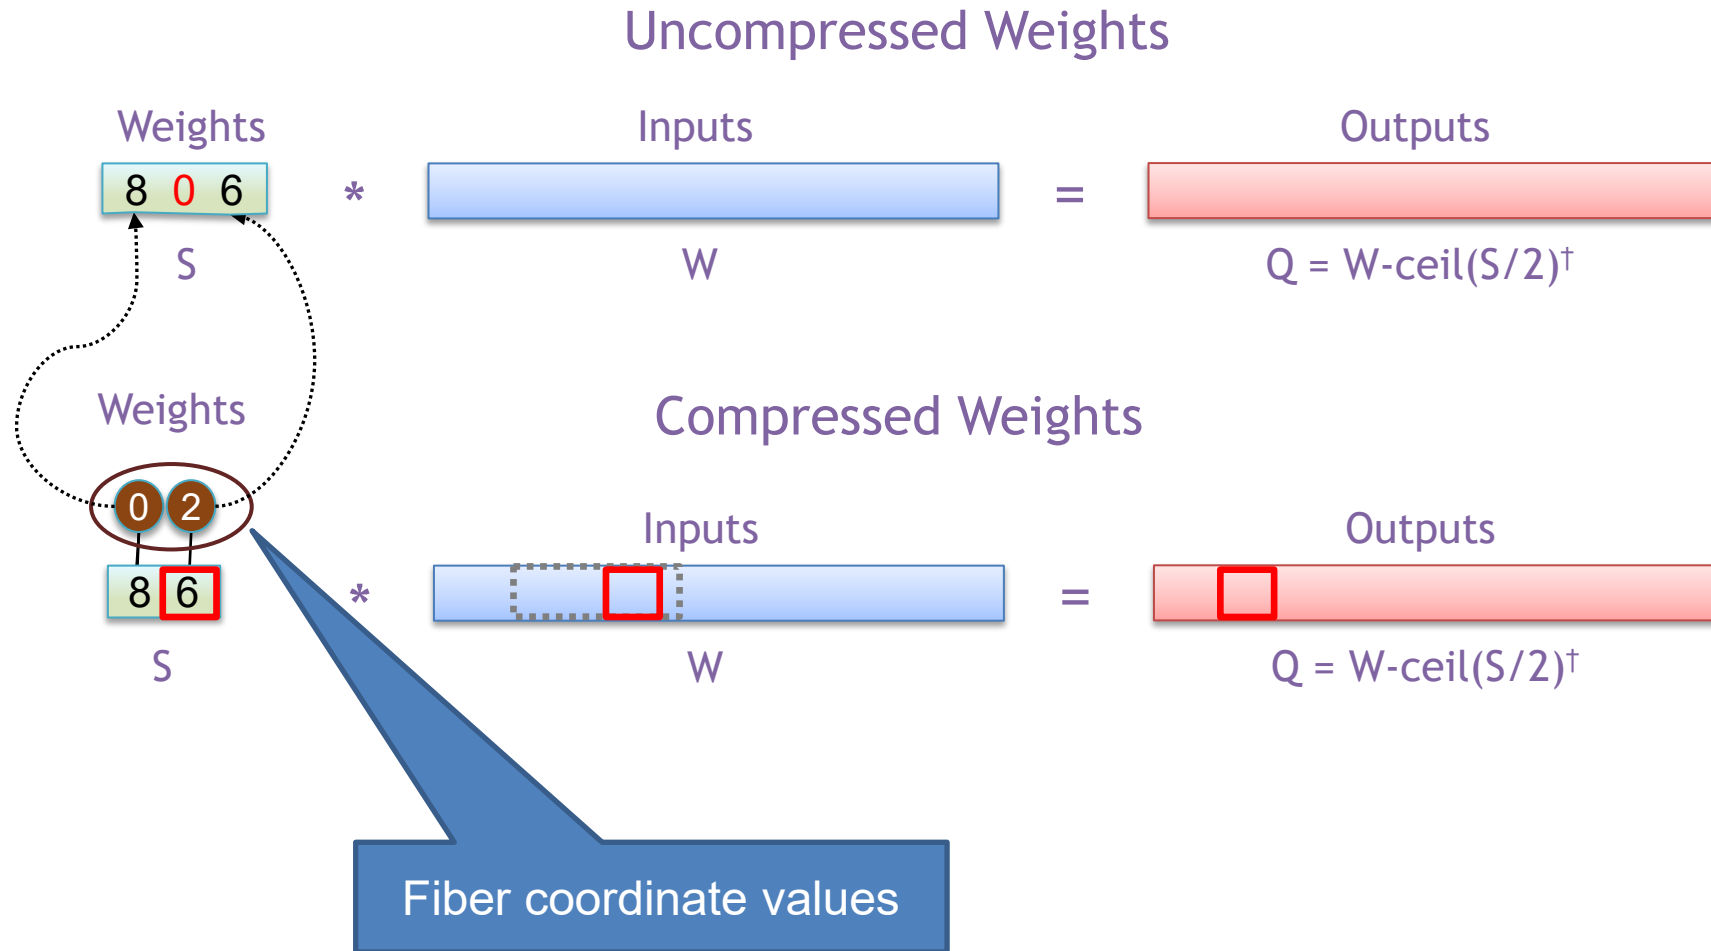 Uncompressed Weights
Weights
Inputs
Outputs
8 0 6
*
=
S
W
Q = W-ceil(S/2)†
Weights
Compressed Weights
0 2
Inputs
Outputs
8 6
*
=
S
W
Q = W-ceil(S/2)†
Fiber coordinate values